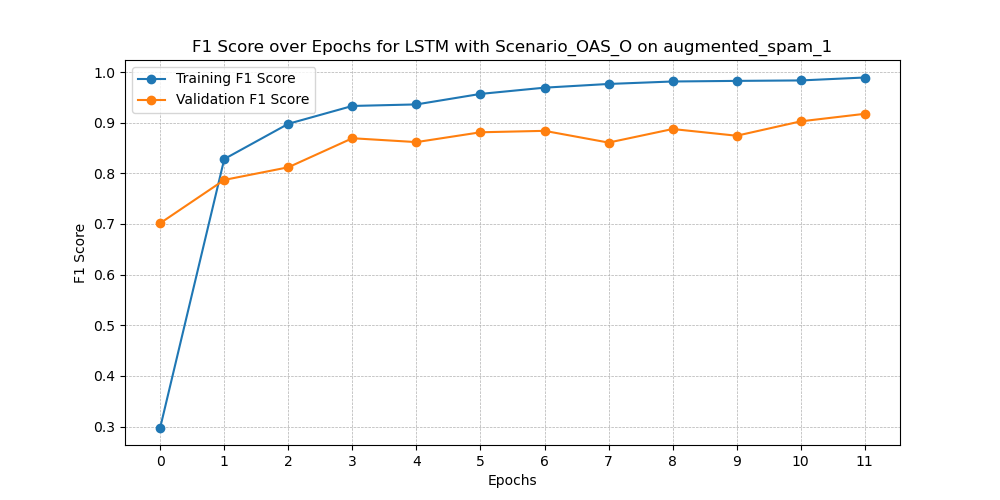 F1 Score over Epochs for LSTM with Scenario_OAS_O on augmented_spam_1
Training F1 Score
Validation F1 Score
F1 Score
1.0
0.9
0.8
0.7
0.6
0.5
0.4
0.3
0 1 2 3 4 5 6 7 8 9 10 11
Epochs